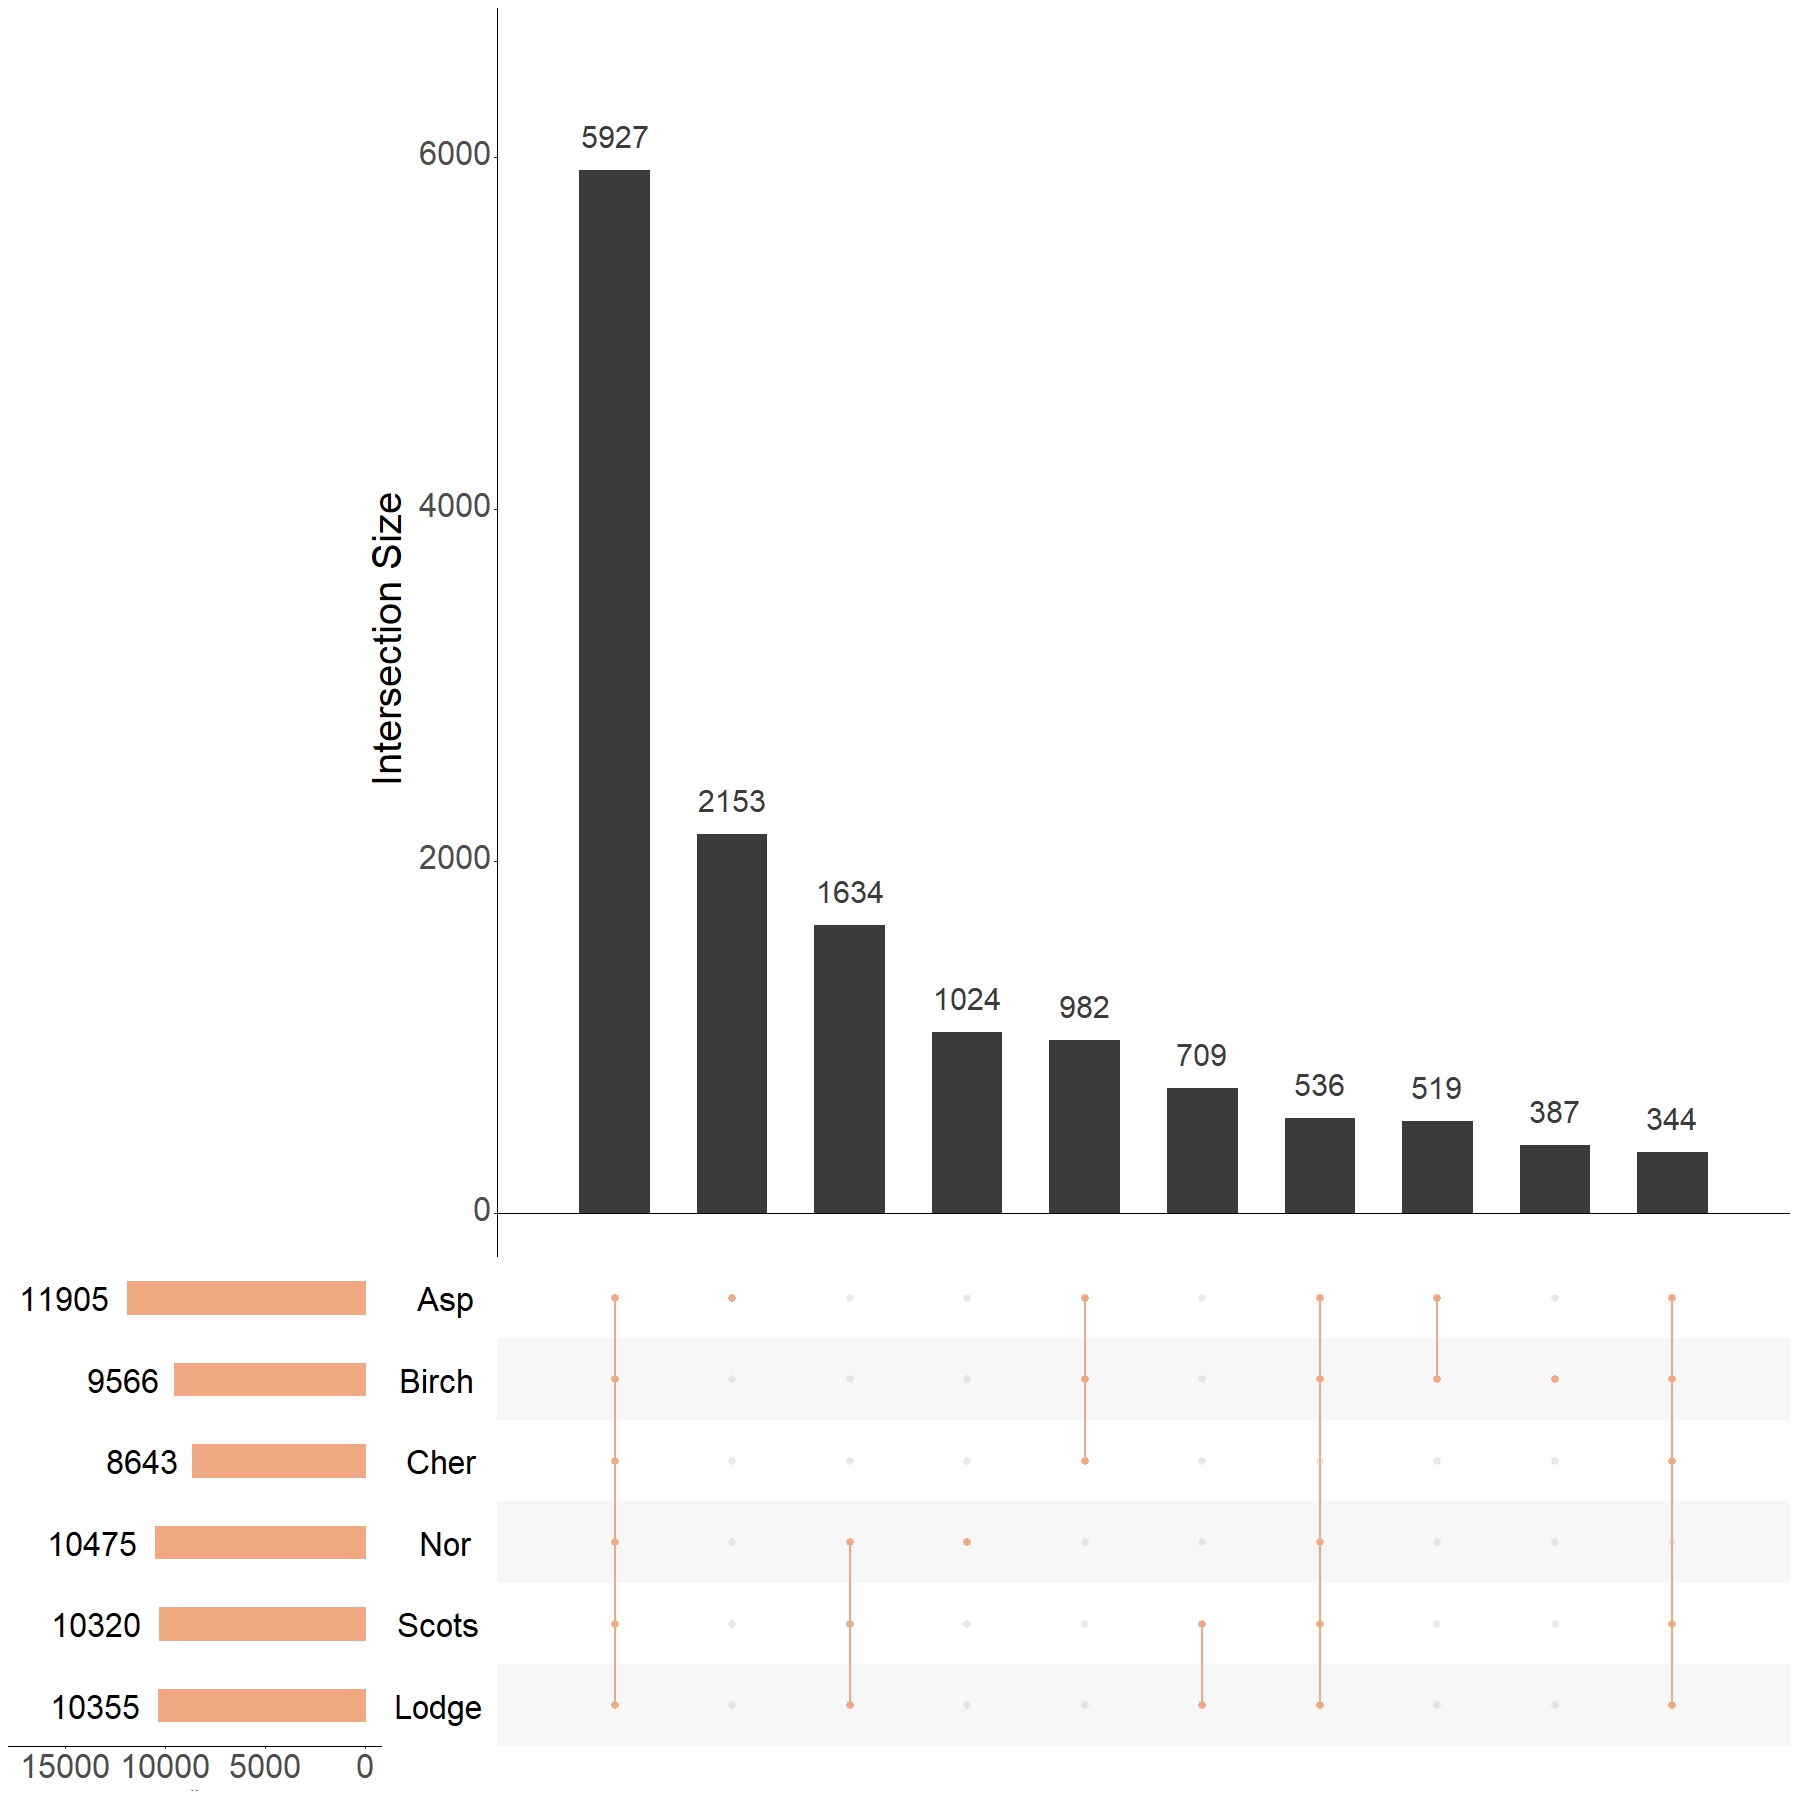 Intersection Size
6000
4000
2000
0
5927
2153
1634
1024
982
709
536
519
387
344
11905 Asp
9566 Birch
8643 Cher
10475 Nor
10320 Scots
10355 Lodge
15000 10000 5000 0